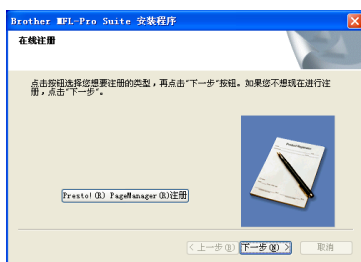 Brother MFL-Pro Suite 安装程序
在线注册
点击按钮选择您想要注册的类型，再点击“下一步”按钮。如果您不想现在进行注
册，点击“下一步”。
Presto!(R) PageManager(R)注册
< 上一步(B)
下一步(N) >
取消